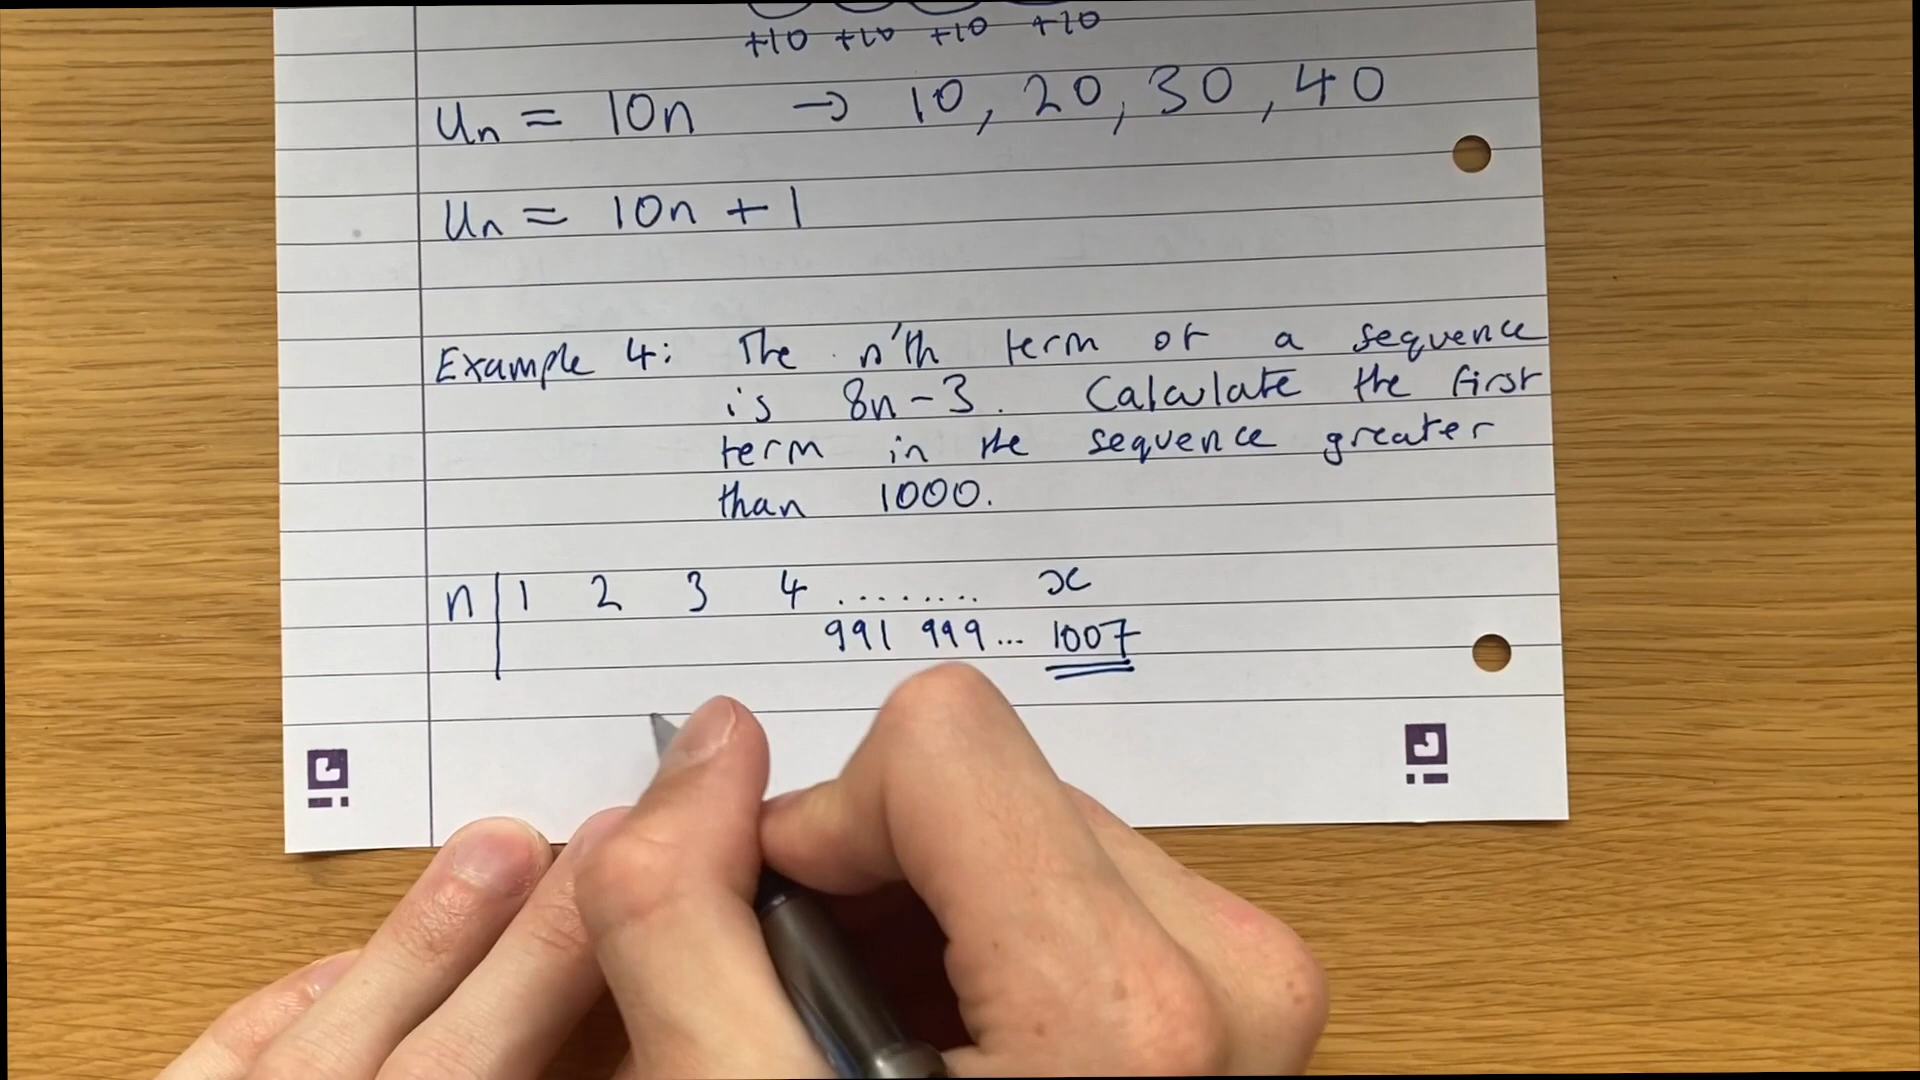 +10 +10 +10 +10
un = 10n → 10, 20, 30, 40
un = 10n + 1
Example 4: The n'th term of a sequence
is 8n - 3. Calculate the first
term in the sequence greater
than 1000.
n | 1 2 3 4 ........ x
991 999 ... 1007